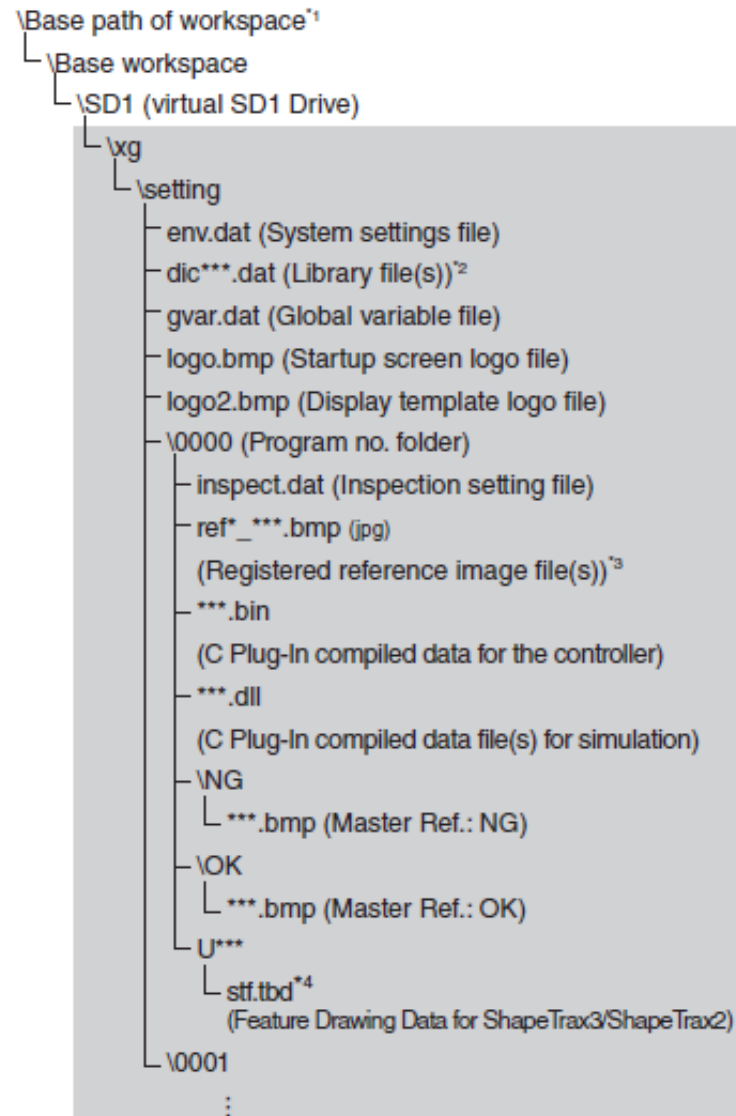 \Base path of workspace*1
\Base workspace
\SD1 (virtual SD1 Drive)
\xg
\setting
env.dat (System settings file)
dic***.dat (Library file(s))*2
gvar.dat (Global variable file)
logo.bmp (Startup screen logo file)
logo2.bmp (Display template logo file)
\0000 (Program no. folder)
inspect.dat (Inspection setting file)
ref*_***.bmp (jpg)
(Registered reference image file(s))*3
***.bin
(C Plug-In compiled data for the controller)
***.dll
(C Plug-In compiled data file(s) for simulation)
\NG
***.bmp (Master Ref.: NG)
\OK
***.bmp (Master Ref.: OK)
U***
stf.tbd*4
(Feature Drawing Data for ShapeTrax3/ShapeTrax2)
\0001
⋮